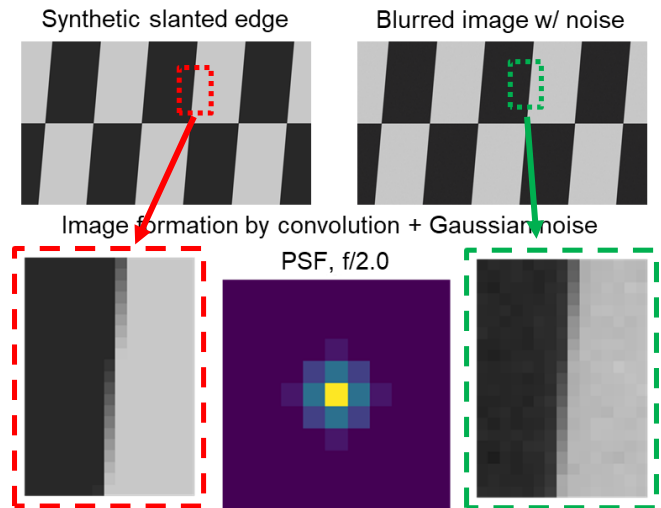 Synthetic slanted edge
Blurred image w/ noise
Image formation by convolution + Gaussian noise
PSF, f/2.0